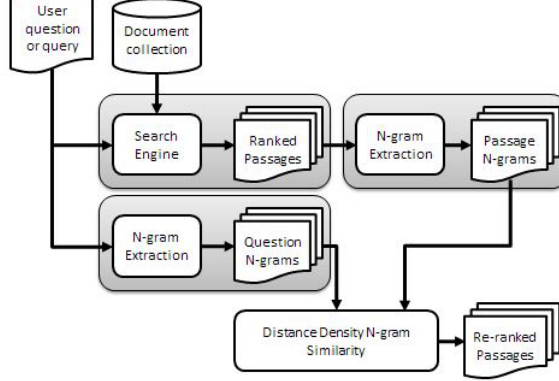 User
question
or query
Document
collection
Search
Engine
Ranked
Passages
N-gram
Extraction
Passage
N-grams
N-gram
Extraction
Question
N-grams
Distance Density N-gram
Similarity
Re-ranked
Passages